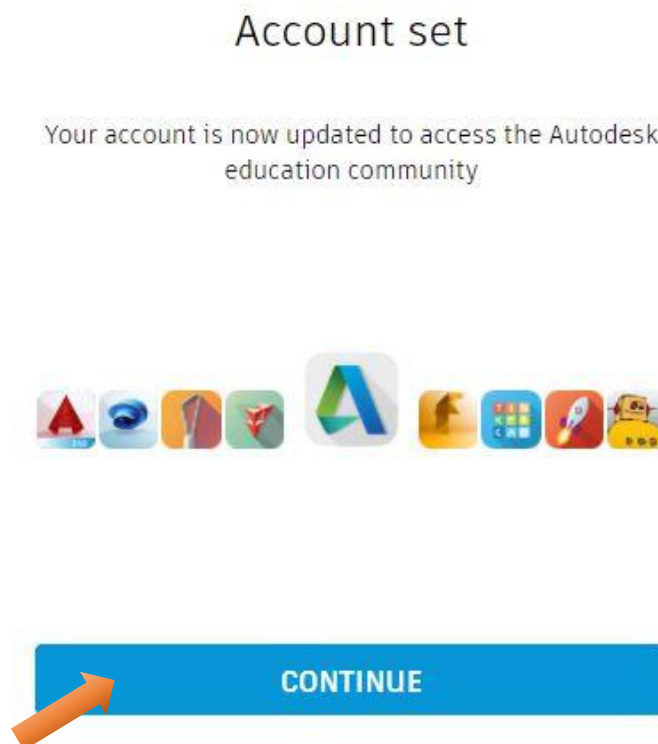 Account set
Your account is now updated to access the Autodesk
education community
CONTINUE